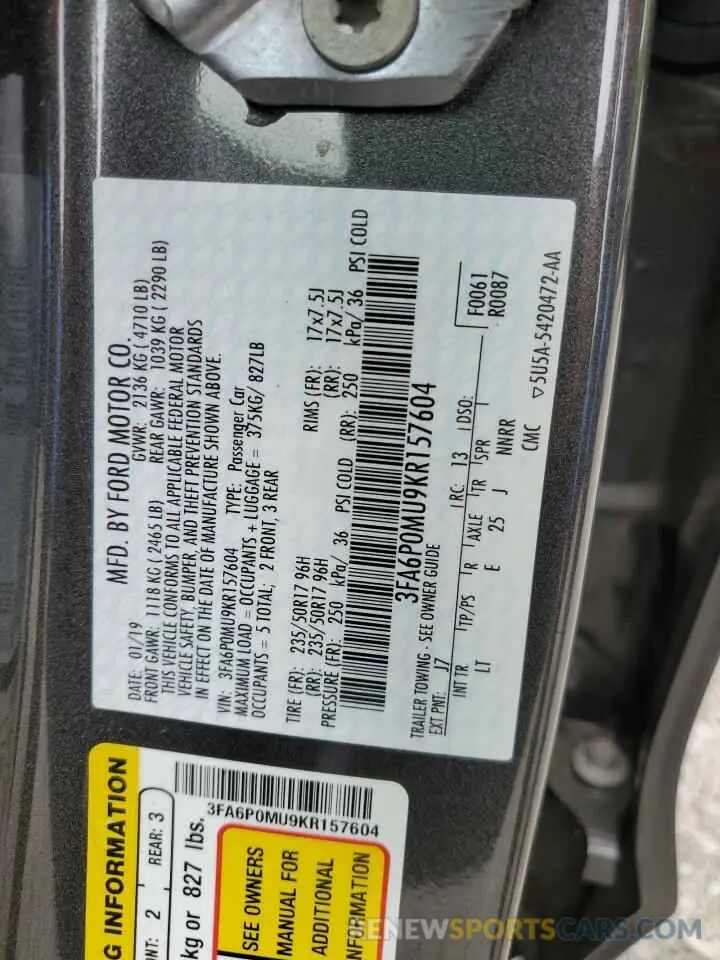 MFD. BY FORD MOTOR CO.
DATE: 01/19 GVWR: 2136 KG ( 4710 LB)
FRONT GAWR: 1118 KG ( 2465 LB) REAR GAWR: 1039 KG ( 2290 LB)
THIS VEHICLE CONFORMS TO ALL APPLICABLE FEDERAL MOTOR
VEHICLE SAFETY, BUMPER, AND THEFT PREVENTION STANDARDS
IN EFFECT ON THE DATE OF MANUFACTURE SHOWN ABOVE.
VIN: 3FA6P0MU9KR157604 TYPE: Passenger Car
MAXIMUM LOAD = OCCUPANTS + LUGGAGE = 375KG/ 827LB
OCCUPANTS = 5 TOTAL; 2 FRONT, 3 REAR
TIRE (FR): 235/50R17 96H RIMS (FR): 17x7.5J
(RR): 235/50R17 96H (RR): 17x7.5J
PRESSURE (FR): 250 kPa/ 36 PSI COLD (RR): 250 kPa/ 36 PSI COLD
3FA6P0MU9KR157604
TRAILER TOWING - SEE OWNER GUIDE
F0061
R0087
EXT PNT: J7 RC: 13 DSO:
INT TR TP/PS R AXLE TR SPR
LT E 25 J NNRR
CMC ▽5U5A-5420472-AA
G INFORMATION
NT: 2 REAR: 3
kg or 827 lbs.
3FA6P0MU9KR157604
SEE OWNERS
MANUAL FOR
ADDITIONAL
INFORMATION
RENEWSPORTSCARS.COM